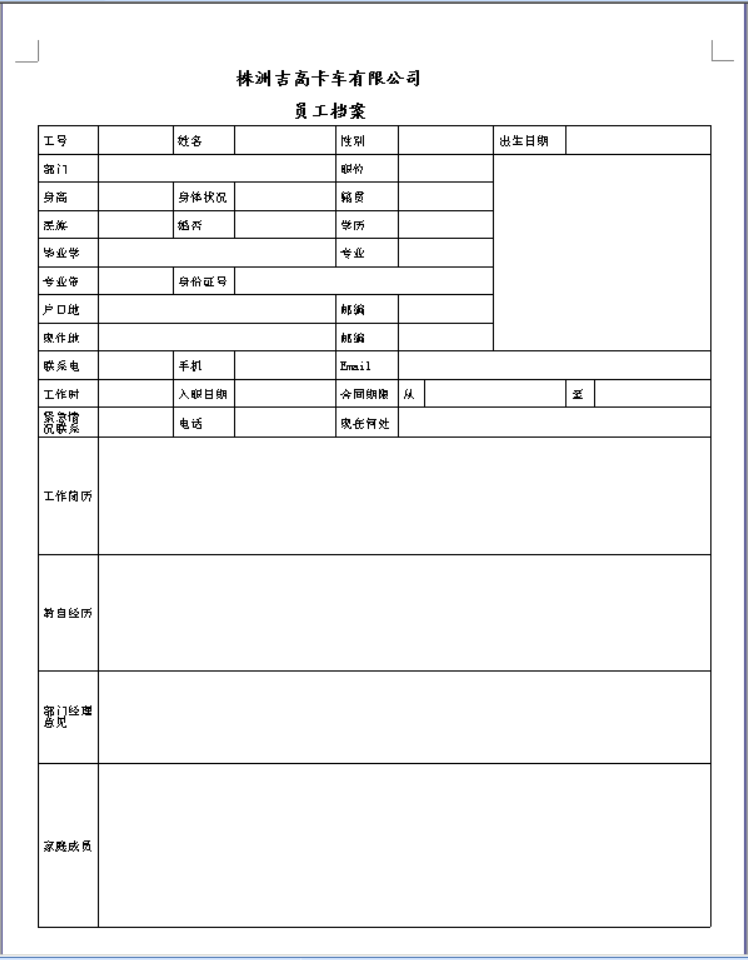 株洲吉高卡车有限公司
员工档案
工号 姓名 性别 出生日期
部门 职位
身高 身体状况 籍贯
民族 婚否 学历
毕业学 专业
专业带 身份证号
户口地 邮编
现住地 邮编
联系电 手机 Email
工作时 入职日期 合同期限 从 至
紧急情
况联系 电话 现在何处
工作简历
教育经历
部门经理
意见
家庭成员